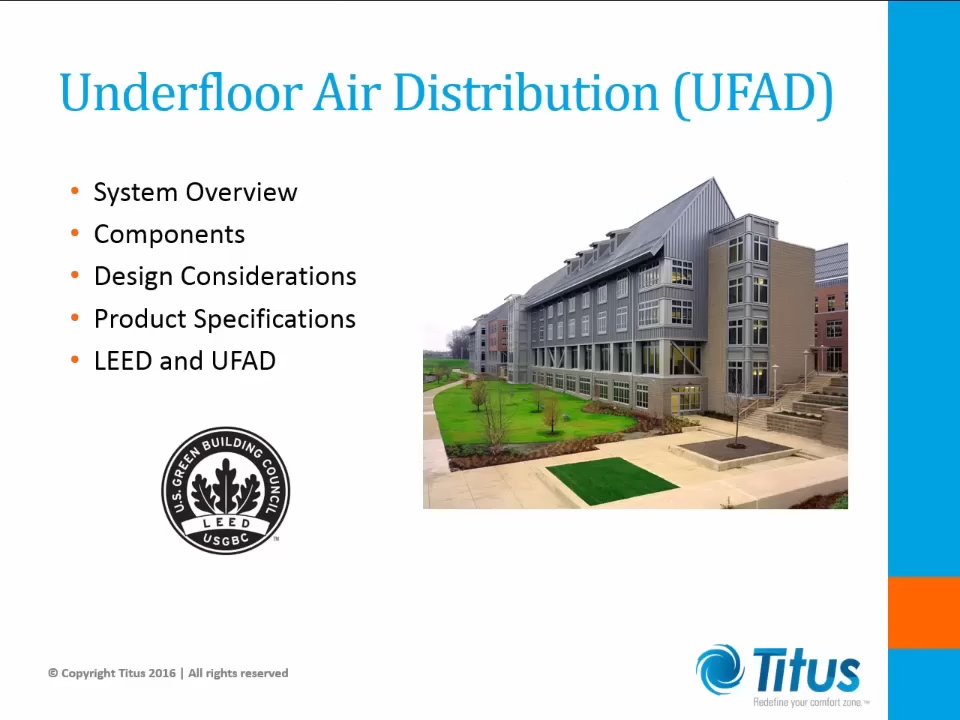 Underfloor Air Distribution (UFAD)
• System Overview
• Components
• Design Considerations
• Product Specifications
• LEED and UFAD
U.S. GREEN BUILDING COUNCIL
LEED
USGBC
™
© Copyright Titus 2016 | All rights reserved
Titus
Redefine your comfort zone.™